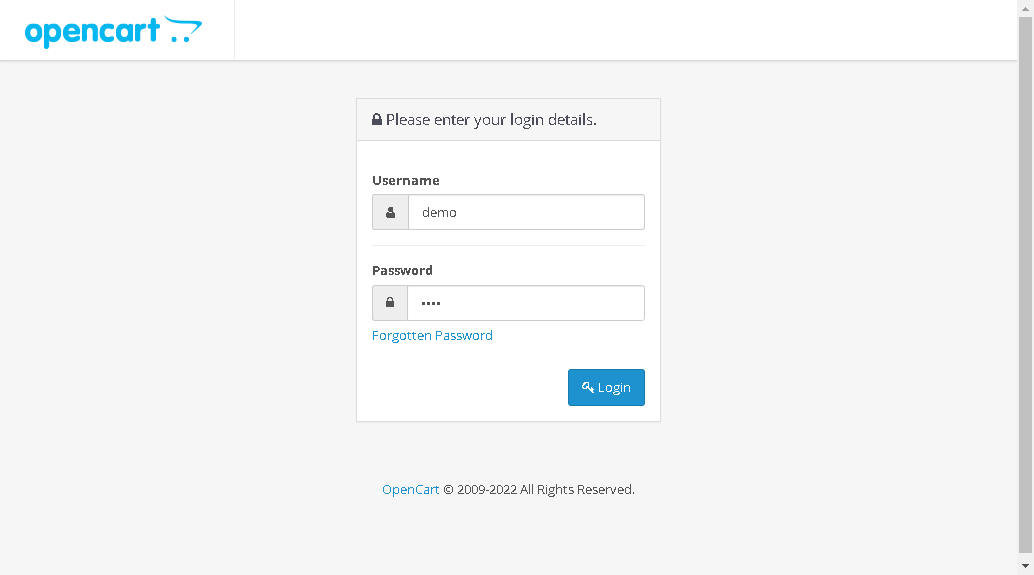 opencart
Please enter your login details.
Username
demo
Password
••••
Forgotten Password
Login
OpenCart © 2009-2022 All Rights Reserved.